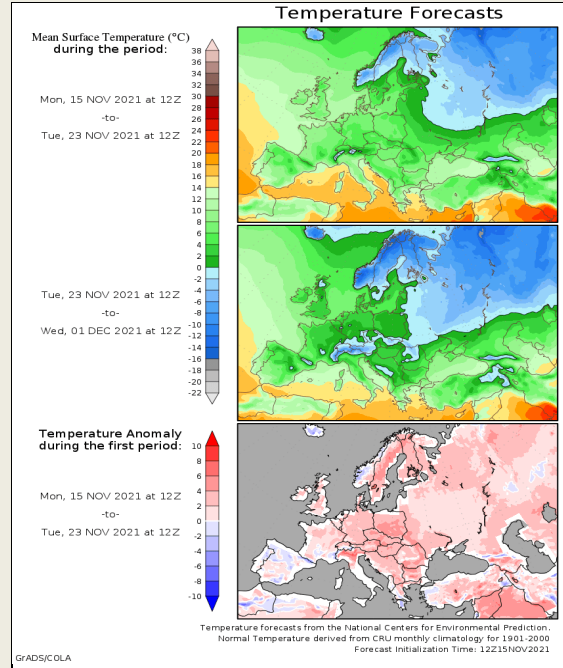 Temperature Forecasts
Mean Surface Temperature (°C)
during the period:
Mon, 15 NOV 2021 at 12Z
-to-
Tue, 23 NOV 2021 at 12Z
38
36
34
32
30
28
26
24
22
20
18
16
14
12
10
8
6
4
2
0
-2
-4
-6
-8
-10
-12
-14
-16
-18
-20
-22
Tue, 23 NOV 2021 at 12Z
-to-
Wed, 01 DEC 2021 at 12Z
Temperature Anomaly
during the first period:
Mon, 15 NOV 2021 at 12Z
-to-
Tue, 23 NOV 2021 at 12Z
10
8
6
4
2
0
-2
-4
-6
-8
-10
Temperature forecasts from the National Centers for Environmental Prediction.
Normal Temperature derived from CRU monthly climatology for 1901-2000
Forecast Initialization Time: 12Z15NOV2021
GrADS/COLA